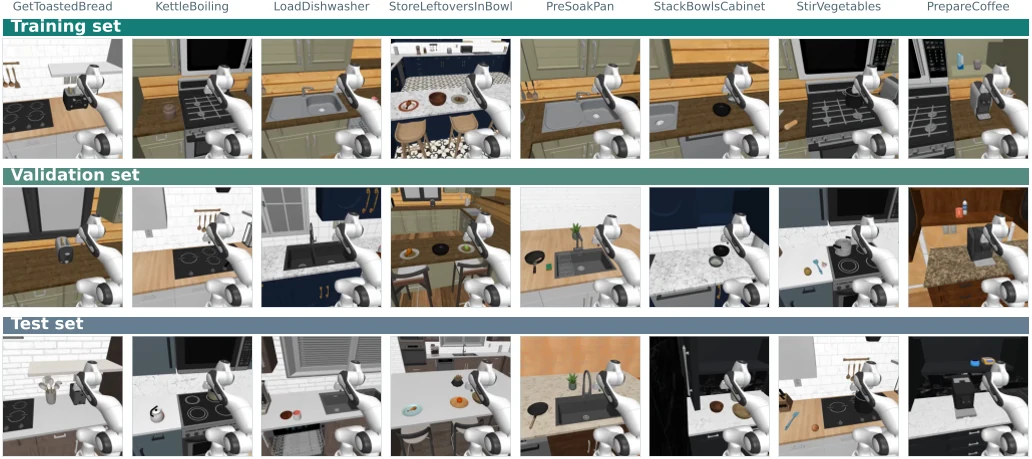 GetToastedBread KettleBoiling LoadDishwasher StoreLeftoversInBowl PreSoakPan StackBowlsCabinet StirVegetables PrepareCoffee
Training set
Validation set
Test set